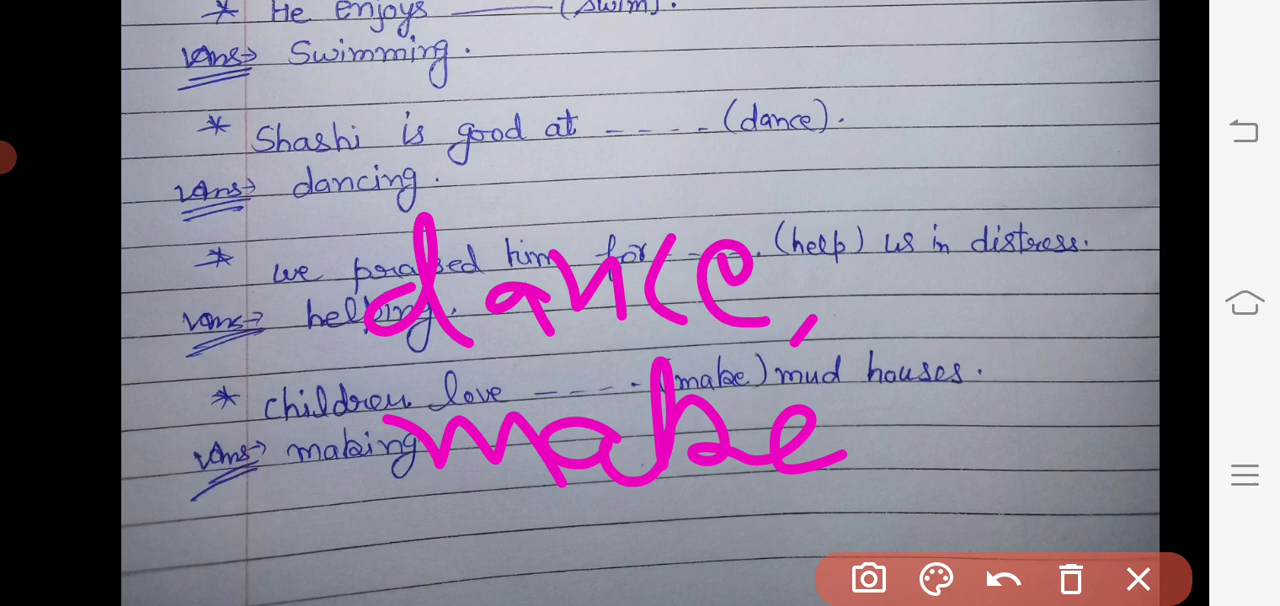 * He enjoys ——— (swim).
Ans⇒ Swimming.
* Shashi is good at - - - - (dance).
Ans⇒ dancing.
* we praised him for - - - -. (help) us in distress.
Ans⇒ helping.
dance,
* children love - - - - (make) mud houses.
Ans⇒ making
make